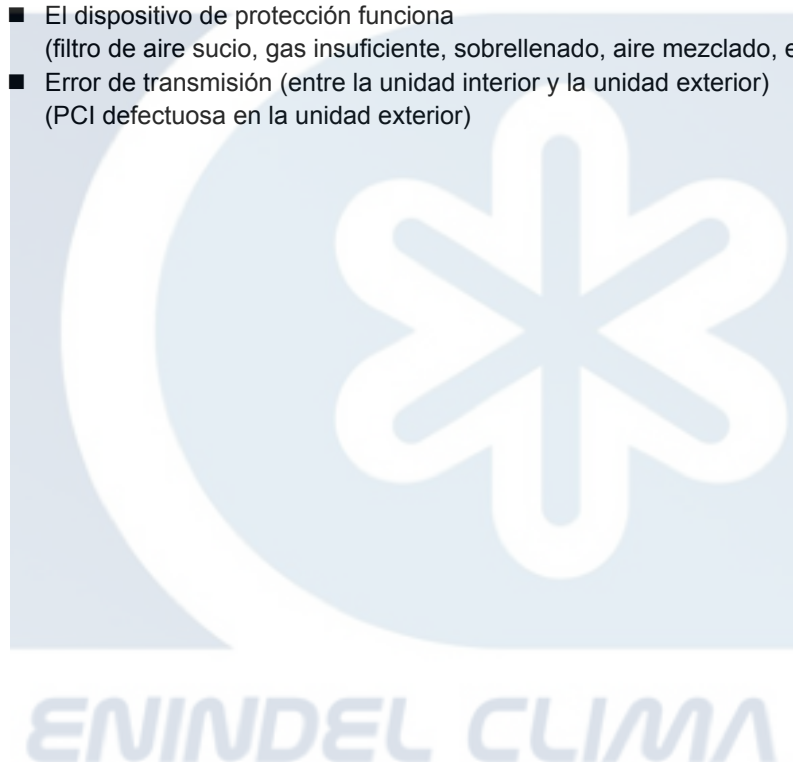 ■ El dispositivo de protección funciona
(filtro de aire sucio, gas insuficiente, sobrellenado, aire mezclado,
■ Error de transmisión (entre la unidad interior y la unidad exterior)
(PCI defectuosa en la unidad exterior)
ENINDEL CLIMA